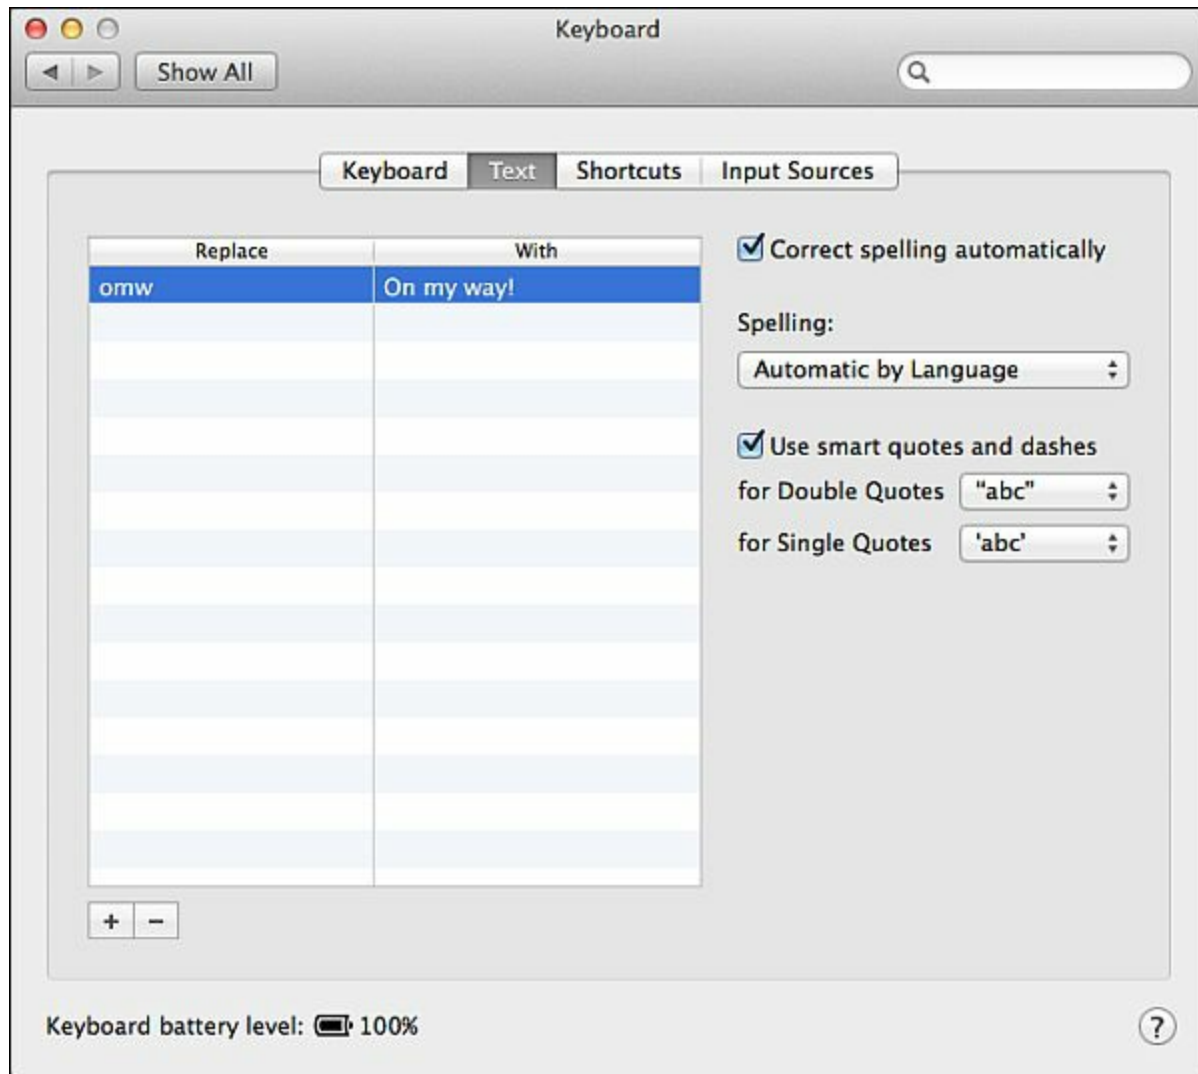 Keyboard
Show All
Keyboard Text Shortcuts Input Sources
Replace With
omw On my way!
Correct spelling automatically
Spelling:
Automatic by Language
Use smart quotes and dashes
for Double Quotes “abc”
for Single Quotes ‘abc’
+ −
Keyboard battery level: 100%
?